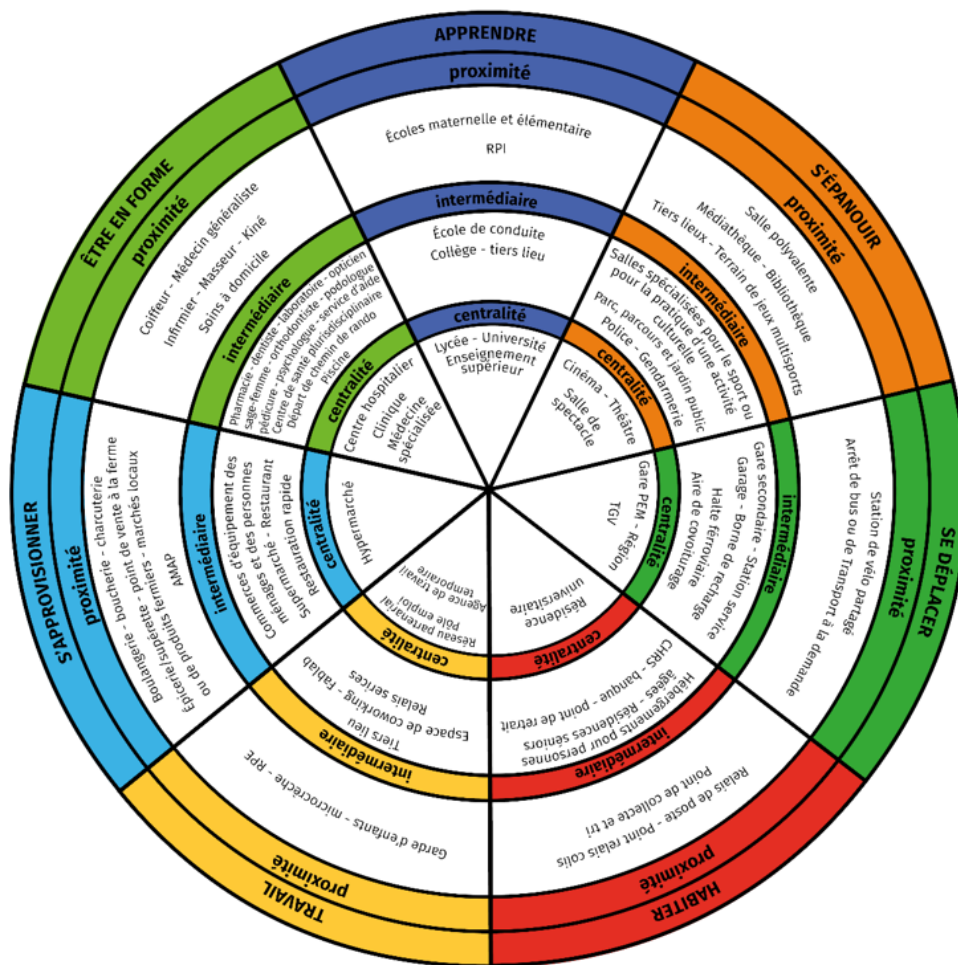 APPRENDRE
proximité
Écoles maternelle et élémentaire
RPI
intermédiaire
École de conduite
Collège - tiers lieu
centralité
Lycée - Université
Enseignement
supérieur
S'ÉPANOUIR
proximité
Salle polyvalente
Médiathèque - Bibliothèque
Tiers lieux - Terrain de jeux multisports
intermédiaire
Salles spécialisées pour le sport ou
pour la pratique d'une activité
culturelle
Parc, parcours et jardin public
Police - Gendarmerie
centralité
Cinéma - Théâtre
Salle de
spectacle
SE DÉPLACER
proximité
Station de vélo partagé
Arrêt de bus ou de Transport à la demande
intermédiaire
Gare secondaire - Station service
Garage - Borne de recharge
Halte ferroviaire
Aire de covoiturage
centralité
Gare PEM - Région
TGV
HABITER
proximité
Relais de poste - Point relais colis
Point de collecte et tri
intermédiaire
Hébergements pour personnes
âgées - Résidences séniors
CHRS - banque - point de retrait
centralité
Résidence
universitaire
TRAVAIL
proximité
Garde d'enfants - microcrèche - RPE
intermédiaire
Tiers lieu
Espace de coworking - Fablab
Relais serices
centralité
Réseau partenarial
Pôle emploi
Agence de travail
temporaire
S'APPROVISIONNER
proximité
Boulangerie - boucherie - charcuterie
Épicerie/supérette - point de vente à la ferme
ou de produits fermiers - marchés locaux
AMAP
intermédiaire
Commerces d'équipement des
ménages et des personnes
Supermarché - Restaurant
Restauration rapide
centralité
Hypermarché
ÊTRE EN FORME
proximité
Coiffeur - Médecin généraliste
Infirmier - Masseur - Kiné
Soins à domicile
intermédiaire
Pharmacie - dentiste - laboratoire - opticien
sage-femme - orthodontiste - podologue
pédicure - psychologue - service d'aide
Centre de santé plurisdisciplinaire
Départ de chemin de rando
Piscine
centralité
Centre hospitalier
Clinique
Médecine
spécialisée